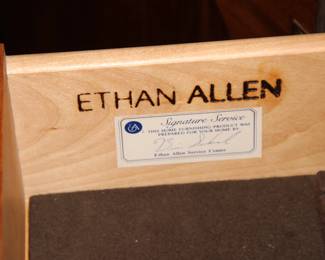 ETHAN ALLEN
Signature Service
THIS HOME FURNISHING PRODUCT WAS
PREPARED FOR YOUR HOME BY
Ethan Allen Service Center